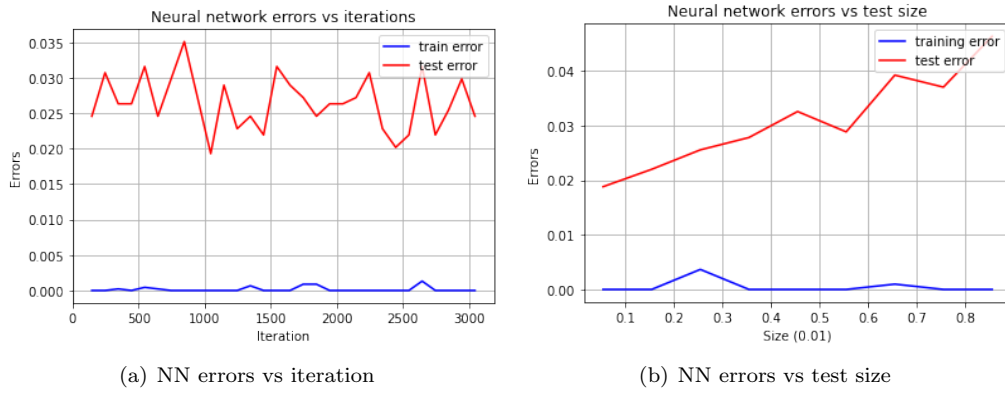 Neural network errors vs iterations
train error
test error
0.035
0.030
0.025
0.020
0.015
0.010
0.005
0.000
Errors
0 500 1000 1500 2000 2500 3000
Iteration
(a) NN errors vs iteration
Neural network errors vs test size
training error
test error
0.04
0.03
0.02
0.01
0.00
Errors
0.1 0.2 0.3 0.4 0.5 0.6 0.7 0.8
Size (0.01)
(b) NN errors vs test size